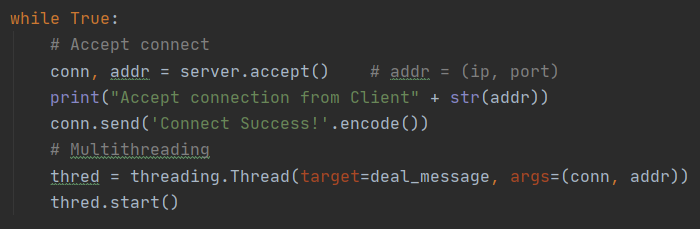 while True:
    # Accept connect
    conn, addr = server.accept()    # addr = (ip, port)
    print("Accept connection from Client" + str(addr))
    conn.send('Connect Success!'.encode())
    # Multithreading
    thred = threading.Thread(target=deal_message, args=(conn, addr))
    thred.start()